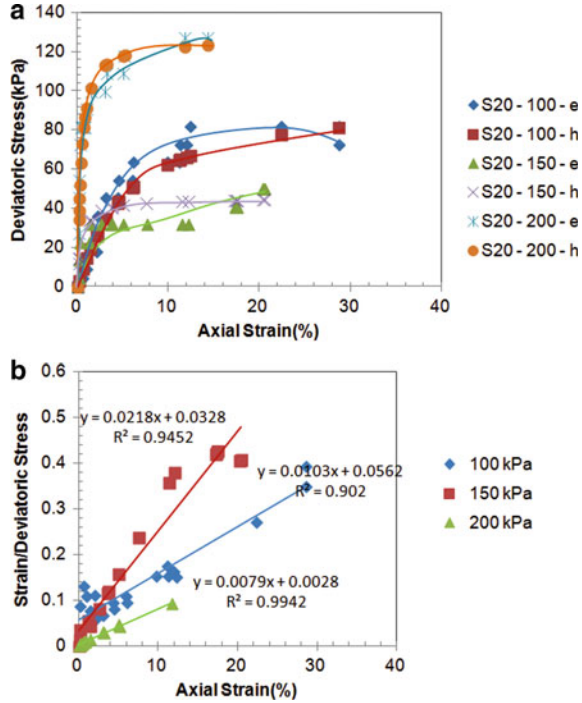 a
140
120
100
80
60
40
20
0
0 10 20 30 40
Deviatoric Stress(kPa)
Axial Strain(%)
S20 - 100 - e
S20 - 100 - h
S20 - 150 - e
S20 - 150 - h
S20 - 200 - e
S20 - 200 - h
b
0.6
0.5
0.4
0.3
0.2
0.1
0
0 10 20 30 40
Strain/Deviatoric Stress
Axial Strain(%)
y = 0.0218x + 0.0328
R² = 0.9452
y = 0.0103x + 0.0562
R² = 0.902
y = 0.0079x + 0.0028
R² = 0.9942
100 kPa
150 kPa
200 kPa